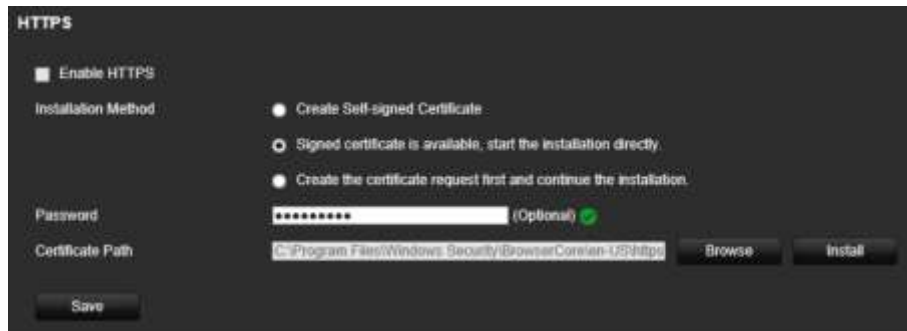 HTTPS
Enable HTTPS
Installation Method
Create Self-signed Certificate
Signed certificate is available, start the installation directly.
Create the certificate request first and continue the installation.
Password ••••••••• (Optional)
Certificate Path C:\Program Files\Windows Security\BrowserCore\en-US\https Browse Install
Save